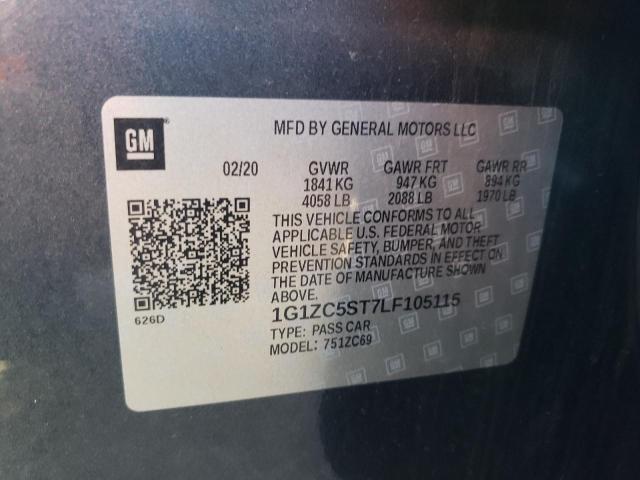 GM
MFD BY GENERAL MOTORS LLC
02/20 GVWR GAWR FRT GAWR RR
1841 KG 947 KG 894 KG
4058 LB 2088 LB 1970 LB
THIS VEHICLE CONFORMS TO ALL
APPLICABLE U.S. FEDERAL MOTOR
VEHICLE SAFETY, BUMPER, AND THEFT
PREVENTION STANDARDS IN EFFECT ON
THE DATE OF MANUFACTURE SHOWN
ABOVE.
1G1ZC5ST7LF105115
TYPE: PASS CAR
MODEL: 751ZC69
626D